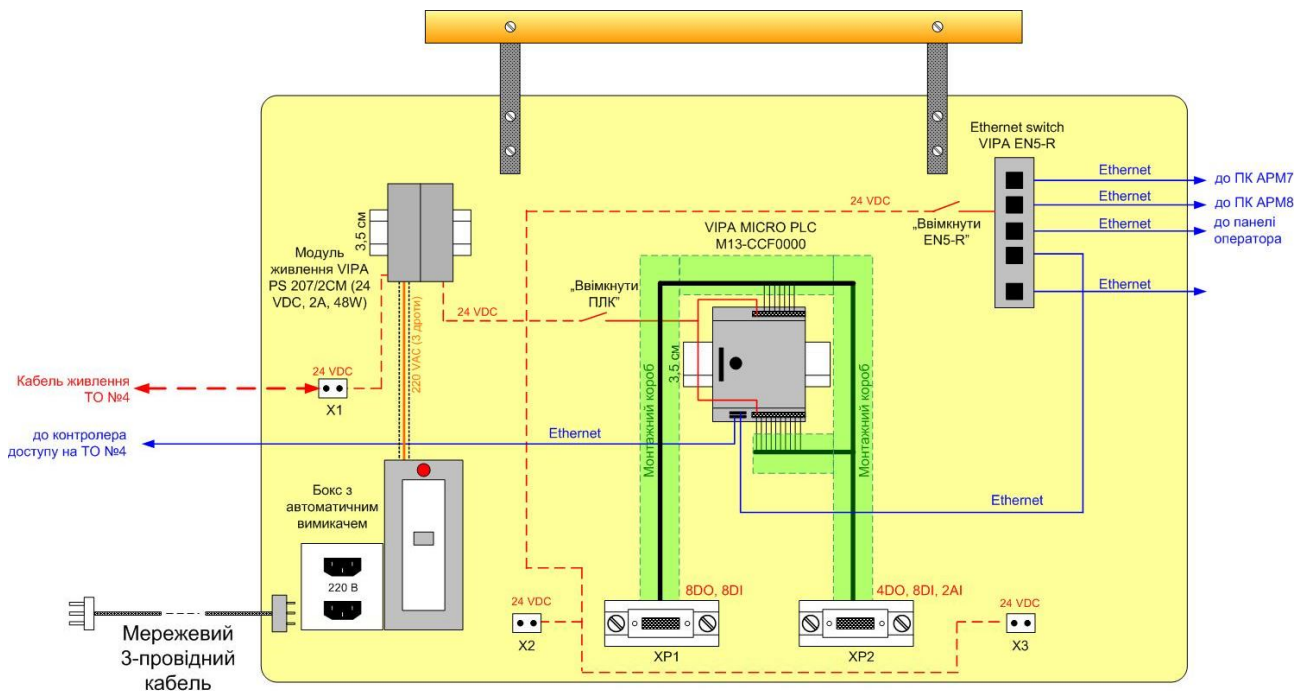 Ethernet switch
VIPA EN5-R
Ethernet
до ПК АРМ7
Ethernet
до ПК АРМ8
Ethernet
до панелі
оператора
Ethernet
24 VDC
„Ввімкнути
EN5-R”
VIPA MICRO PLC
M13-CCF0000
3,5 см
Модуль
живлення VIPA
PS 207/2CM (24
VDC, 2A, 48W)
„Ввімкнути
ПЛК”
24 VDC
220 VAC (3 дроти)
3,5 см
Монтажний короб
Монтажний короб
24 VDC
X1
Кабель живлення
ТО №4
до контролера
доступу на ТО №4
Ethernet
Ethernet
Бокс з
автоматичним
вимикачем
220 В
Мережевий
3-провідний
кабель
24 VDC
X2
8DO, 8DI
XP1
4DO, 8DI, 2AI
XP2
24 VDC
X3